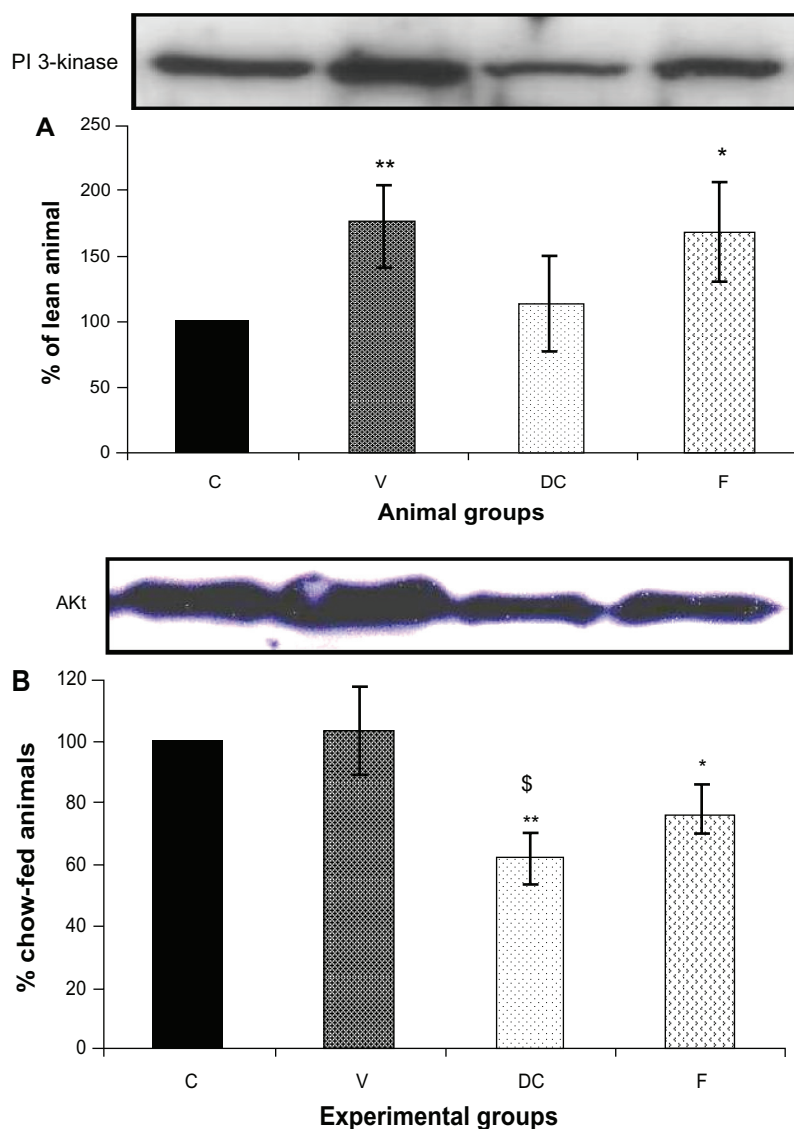 PI 3-kinase
A
% of lean animal
250
200
150
100
50
0
**
*
C V DC F
Animal groups
AKt
B
% chow-fed animals
120
100
80
60
40
20
0
$
**
*
C V DC F
Experimental groups